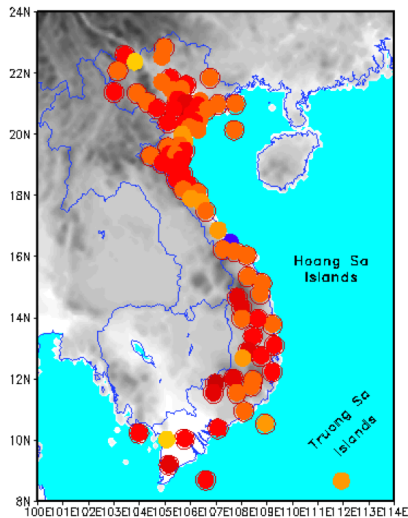 24N
22N
20N
18N
16N
14N
12N
10N
8N
Hoang Sa
Islands
Truong Sa
Islands
100E101E102E103E104E105E106E107E108E109E110E111E112E113E114E